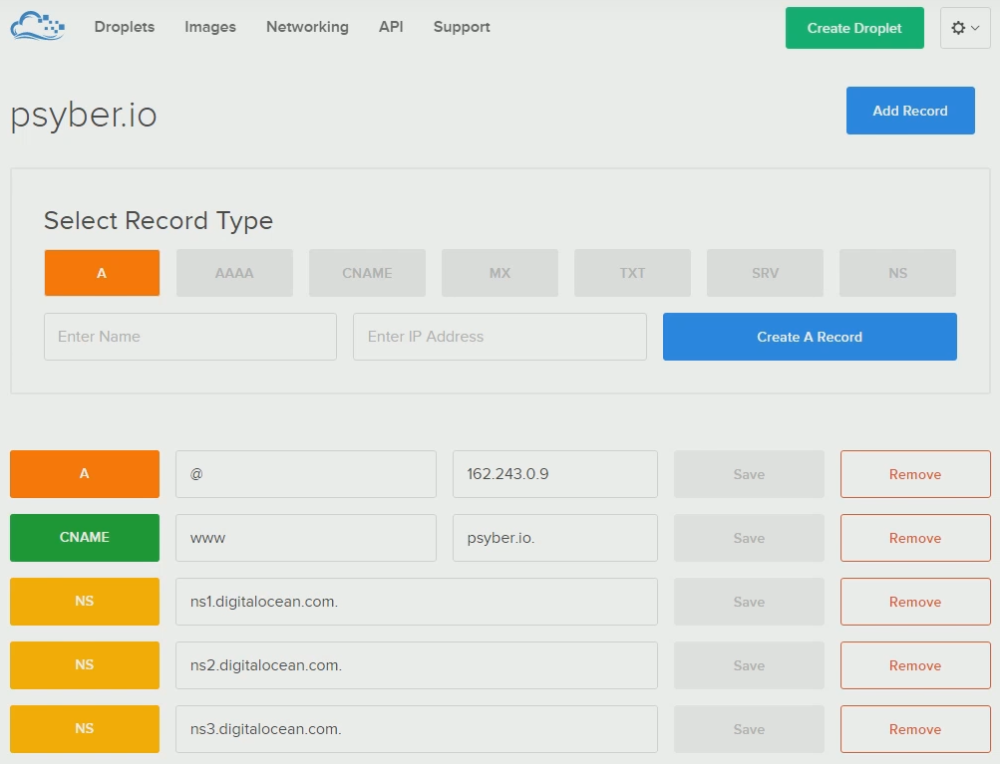 Droplets Images Networking API Support Create Droplet
psyber.io Add Record
Select Record Type
A AAAA CNAME MX TXT SRV NS
Enter Name Enter IP Address Create A Record
A @ 162.243.0.9 Save Remove
CNAME www psyber.io. Save Remove
NS ns1.digitalocean.com. Save Remove
NS ns2.digitalocean.com. Save Remove
NS ns3.digitalocean.com. Save Remove